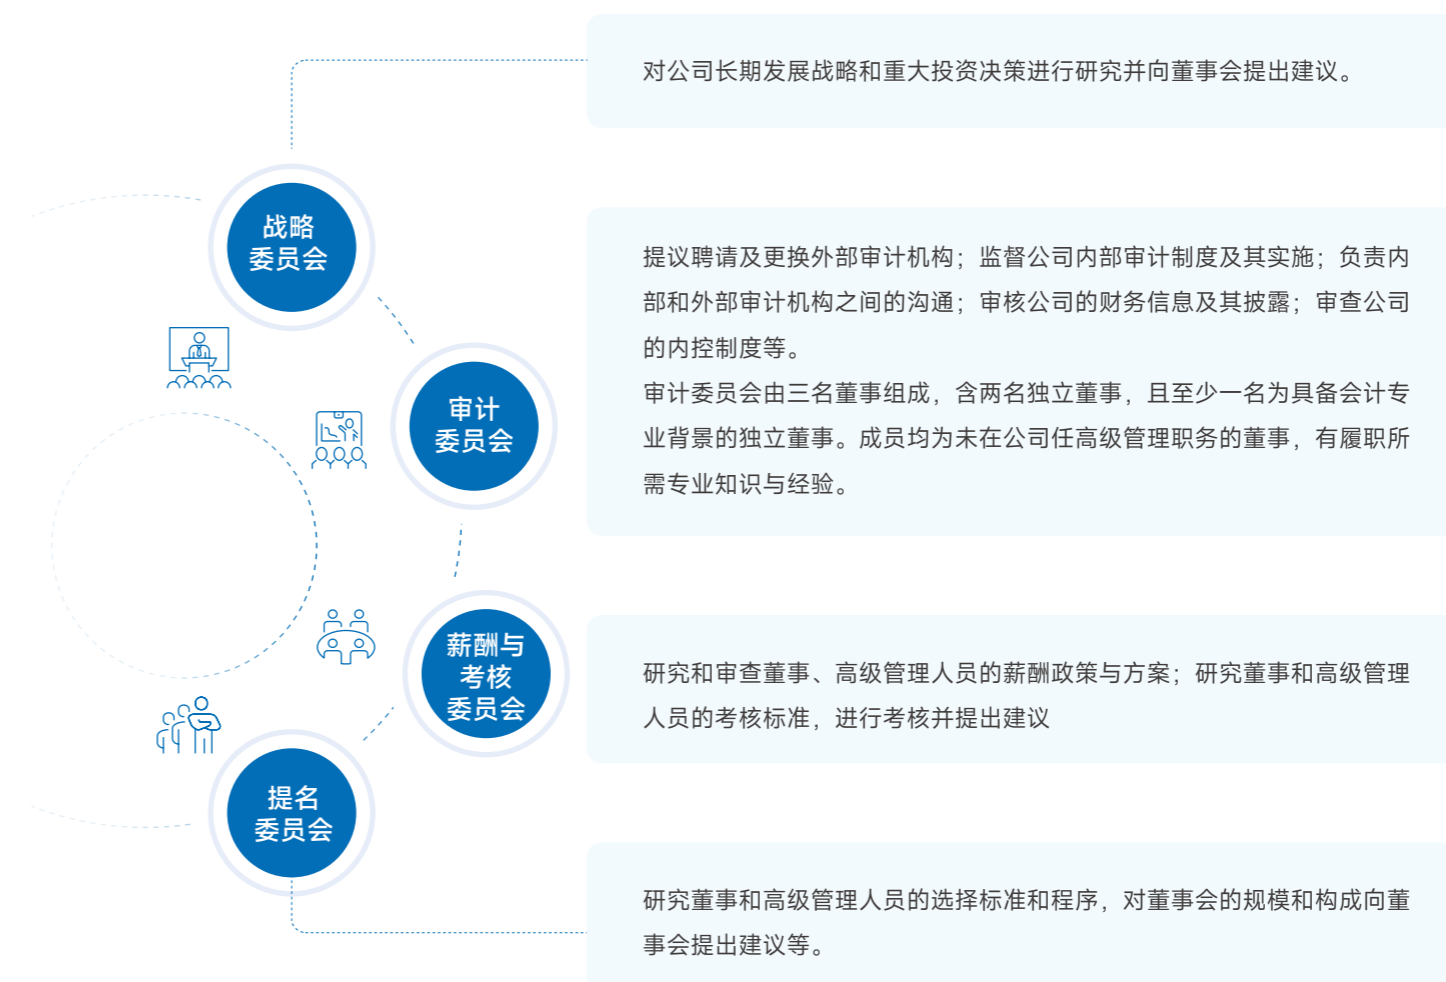 对公司长期发展战略和重大投资决策进行研究并向董事会提出建议。
战略
委员会
提议聘请及更换外部审计机构；监督公司内部审计制度及其实施；负责内
部和外部审计机构之间的沟通；审核公司的财务信息及其披露；审查公司
的内控制度等。
审计委员会由三名董事组成，含两名独立董事，且至少一名为具备会计专
业背景的独立董事。成员均为未在公司任高级管理职务的董事，有履职所
需专业知识与经验。
审计
委员会
研究和审查董事、高级管理人员的薪酬政策与方案；研究董事和高级管理
人员的考核标准，进行考核并提出建议
薪酬与
考核
委员会
提名
委员会
研究董事和高级管理人员的选择标准和程序，对董事会的规模和构成向董
事会提出建议等。